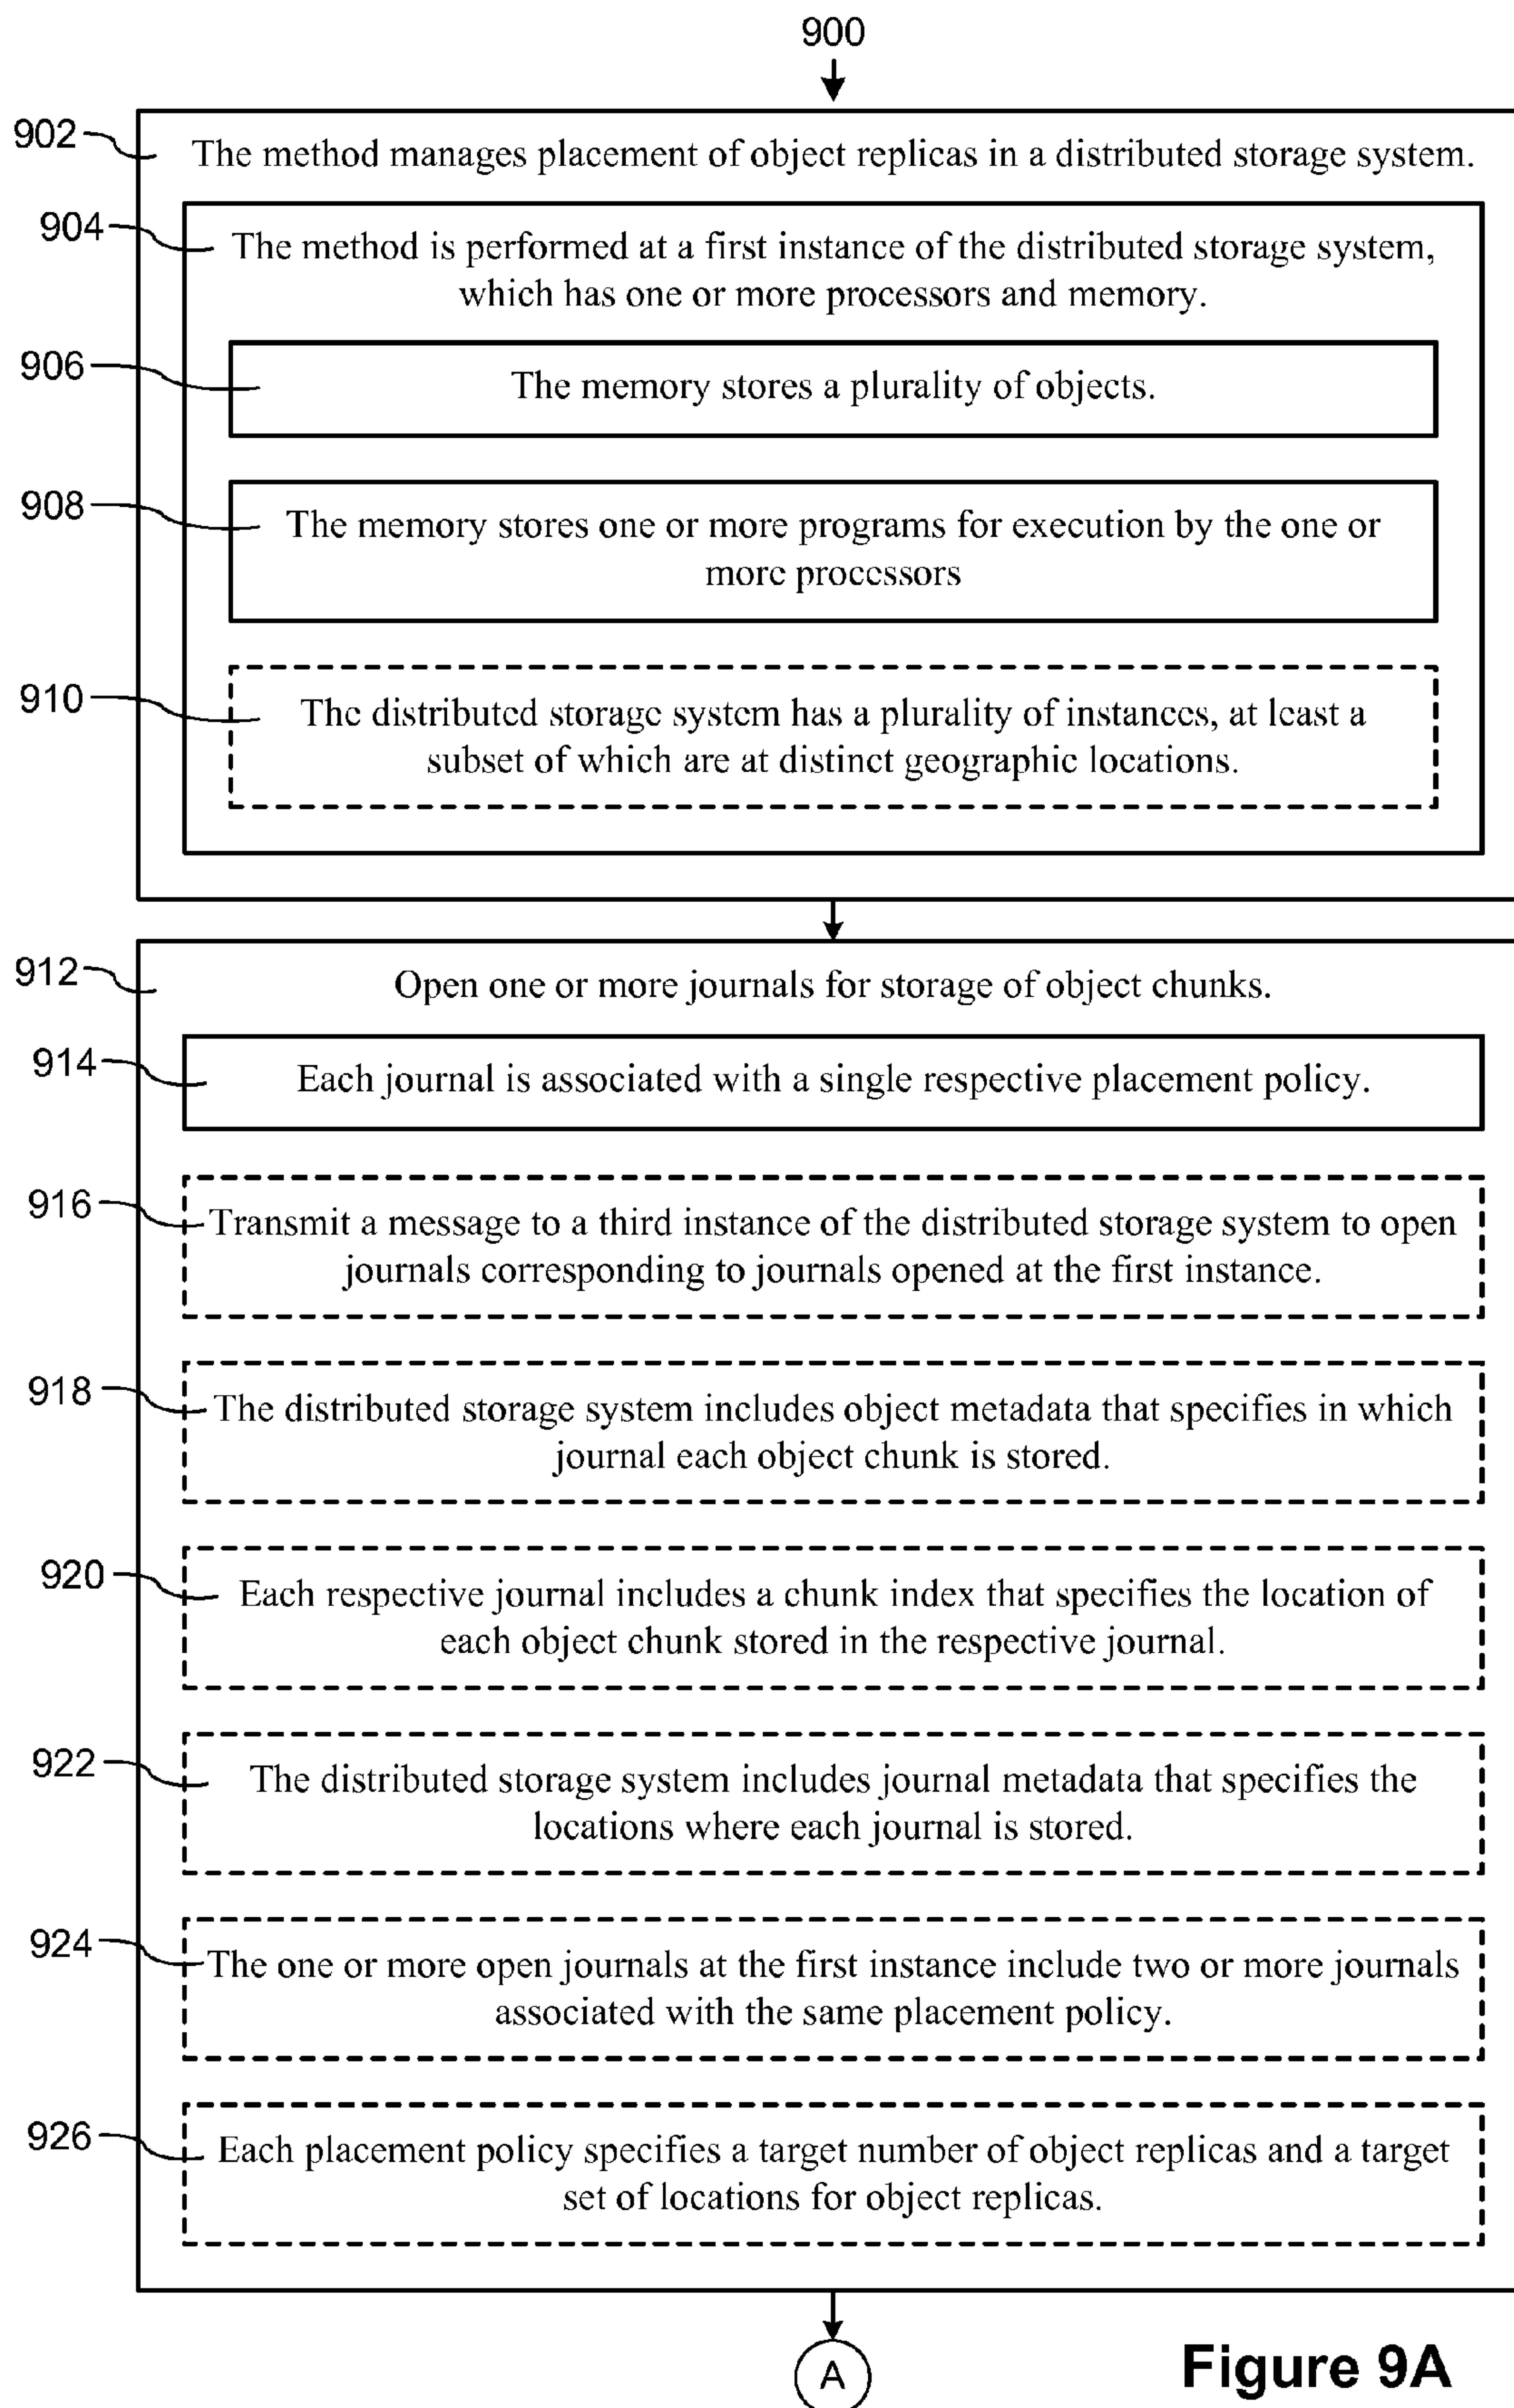 900
902
The method manages placement of object replicas in a distributed storage system.
904
The method is performed at a first instance of the distributed storage system,
which has one or more processors and memory.
906
The memory stores a plurality of objects.
908
The memory stores one or more programs for execution by the one or
more processors
910
The distributed storage system has a plurality of instances, at least a
subset of which are at distinct geographic locations.
912
Open one or more journals for storage of object chunks.
914
Each journal is associated with a single respective placement policy.
916
Transmit a message to a third instance of the distributed storage system to open
journals corresponding to journals opened at the first instance.
918
The distributed storage system includes object metadata that specifies in which
journal each object chunk is stored.
920
Each respective journal includes a chunk index that specifies the location of
each object chunk stored in the respective journal.
922
The distributed storage system includes journal metadata that specifies the
locations where each journal is stored.
924
The one or more open journals at the first instance include two or more journals
associated with the same placement policy.
926
Each placement policy specifies a target number of object replicas and a target
set of locations for object replicas.
A
Figure 9A